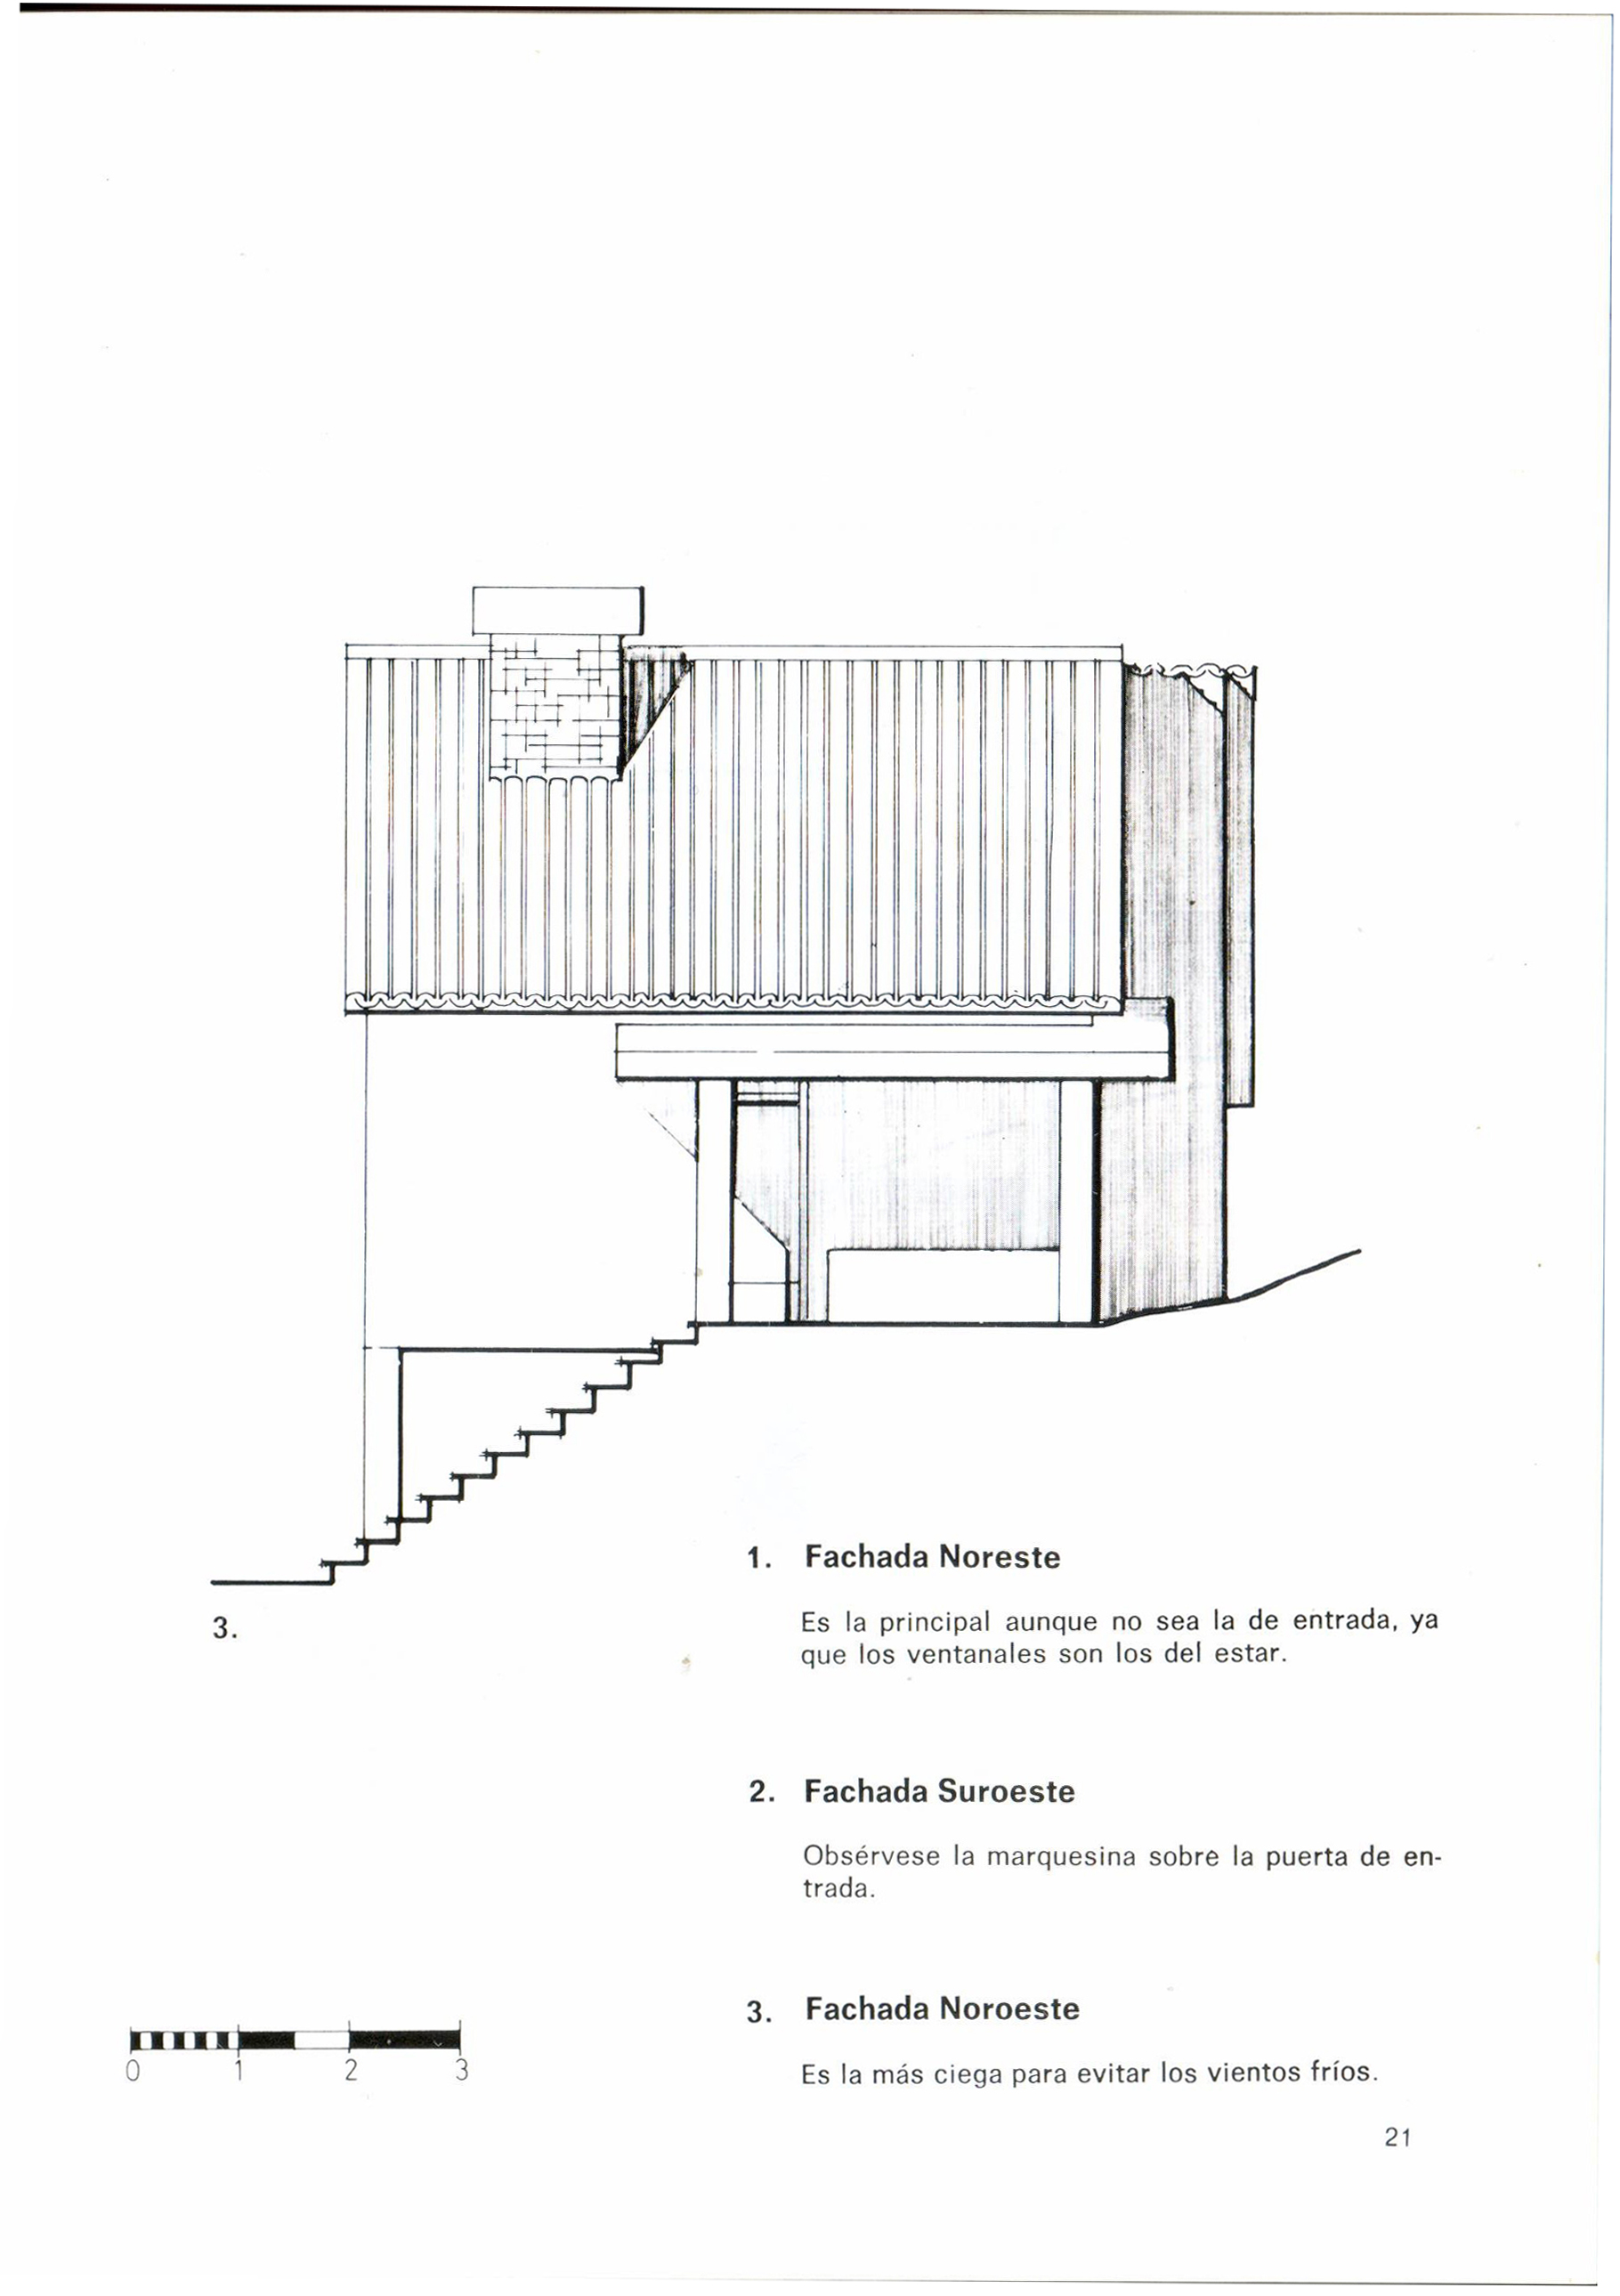 3.
1. Fachada Noreste
Es la principal aunque no sea la de entrada, ya
que los ventanales son los del estar.
2. Fachada Suroeste
Obsérvese la marquesina sobre la puerta de en-
trada.
3. Fachada Noroeste
Es la más ciega para evitar los vientos fríos.
0 1 2 3
21